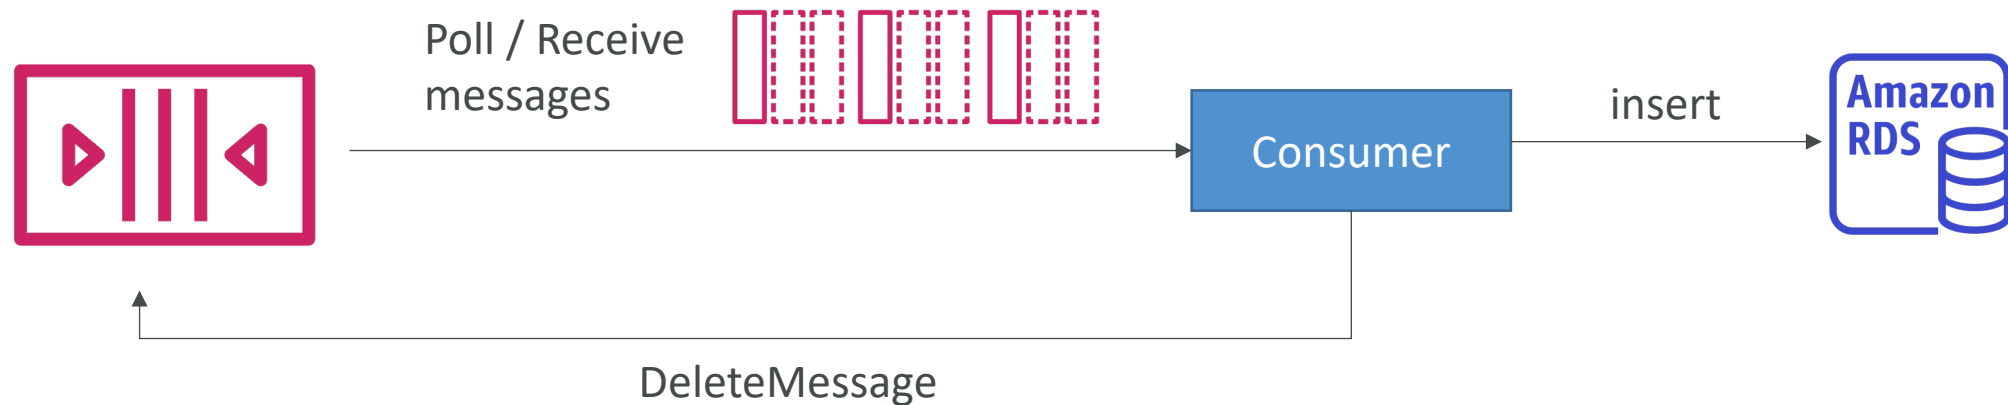 Poll / Receive
messages
Consumer
insert
Amazon
RDS
DeleteMessage